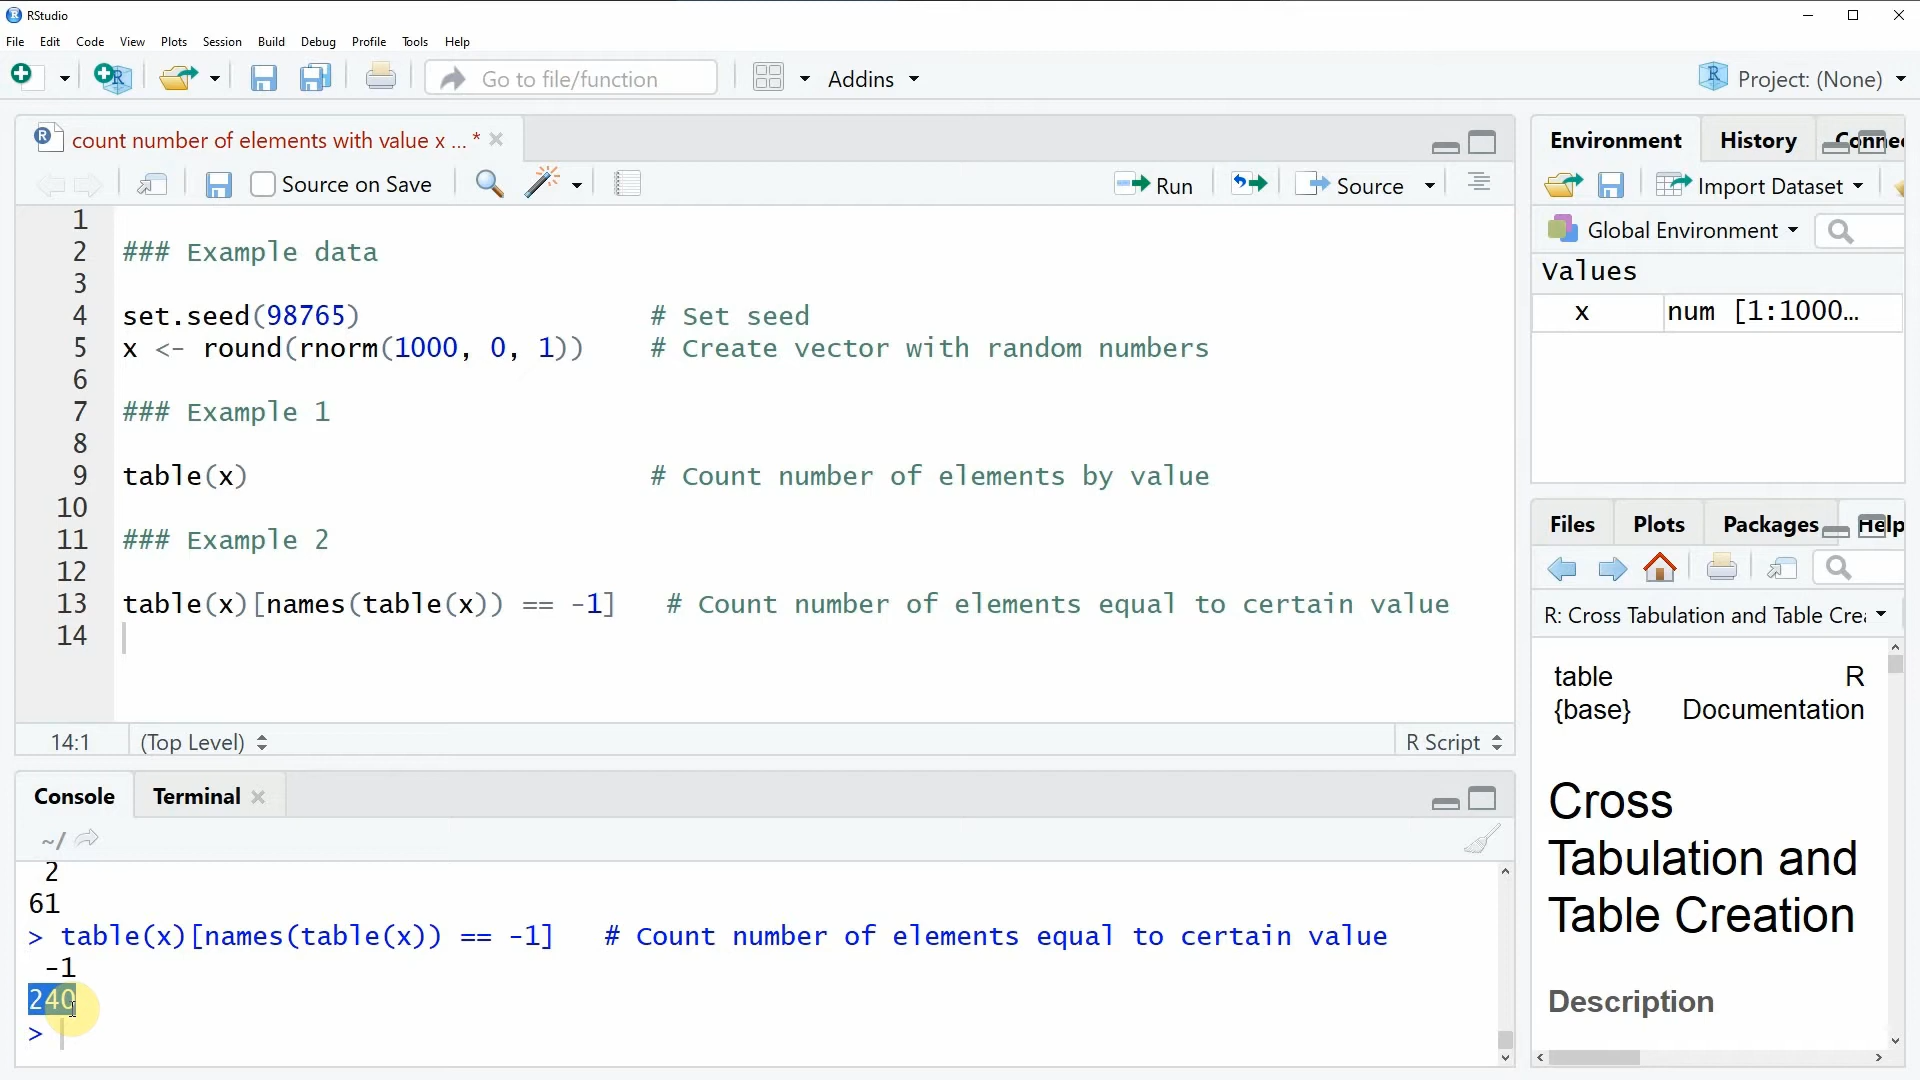 RStudio
File Edit Code View Plots Session Build Debug Profile Tools Help
Go to file/function Addins Project: (None)
count number of elements with value x ... *
Source on Save Run Source
1
2 ### Example data
3
4 set.seed(98765) # Set seed
5 x <- round(rnorm(1000, 0, 1)) # Create vector with random numbers
6
7 ### Example 1
8
9 table(x) # Count number of elements by value
10
11 ### Example 2
12
13 table(x)[names(table(x)) == -1] # Count number of elements equal to certain value
14
14:1 (Top Level) R Script
Console Terminal
~/
2
61
> table(x)[names(table(x)) == -1] # Count number of elements equal to certain value
-1
240
>
Environment History Conne
Import Dataset
Global Environment
Values
x num [1:1000...
Files Plots Packages Help
R: Cross Tabulation and Table Crea
table R
{base} Documentation
Cross
Tabulation and
Table Creation
Description